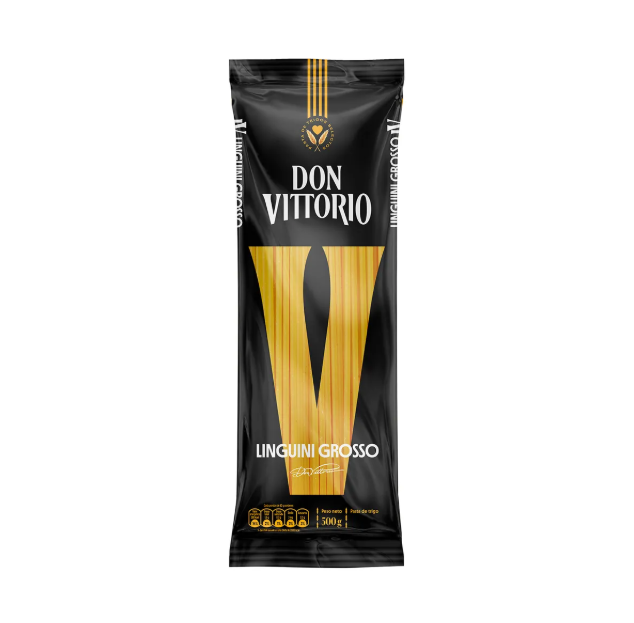 DON
VITTORIO
LINGUINI GROSSO
Peso neto
500 g
Pasta de trigo
LINGUINI GROSSO
LINGUINI GROSSO